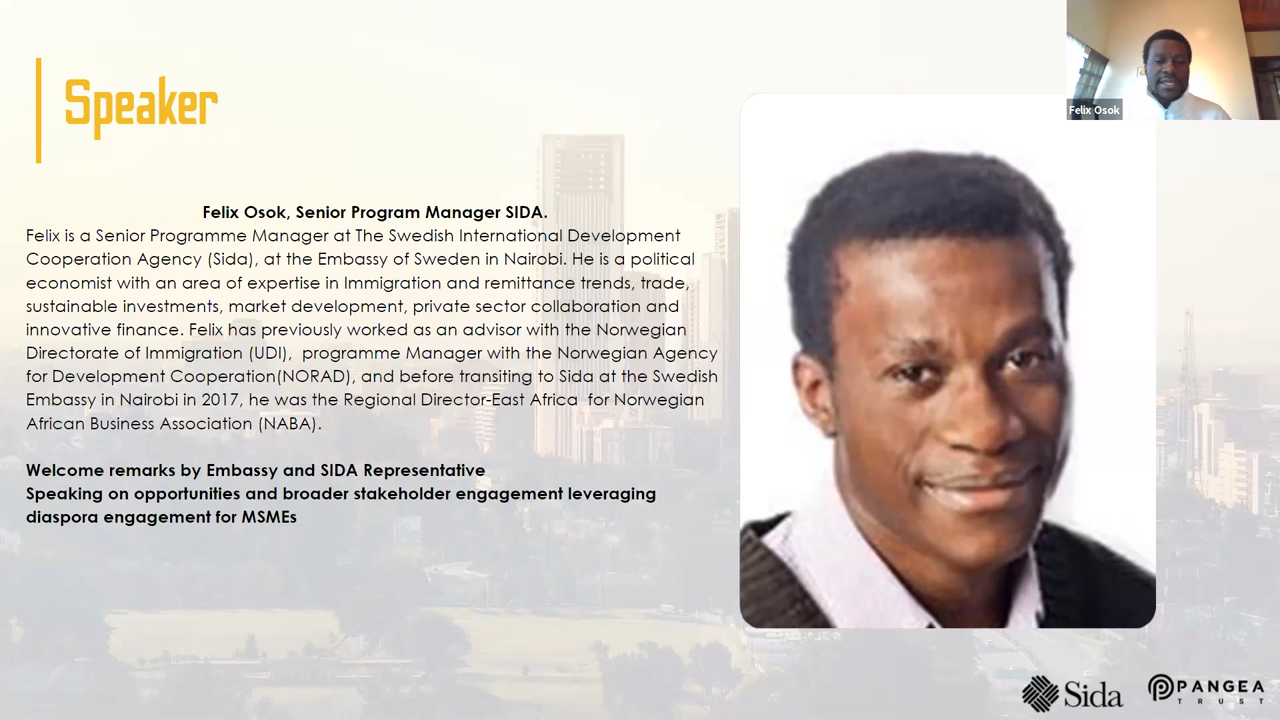 Speaker
Felix Osok
Felix Osok, Senior Program Manager SIDA.
Felix is a Senior Programme Manager at The Swedish International Development
Cooperation Agency (Sida), at the Embassy of Sweden in Nairobi. He is a political
economist with an area of expertise in Immigration and remittance trends, trade,
sustainable investments, market development, private sector collaboration and
innovative finance. Felix has previously worked as an advisor with the Norwegian
Directorate of Immigration (UDI),  programme Manager with the Norwegian Agency
for Development Cooperation(NORAD), and before transiting to Sida at the Swedish
Embassy in Nairobi in 2017, he was the Regional Director-East Africa  for Norwegian
African Business Association (NABA).
Welcome remarks by Embassy and SIDA Representative
Speaking on opportunities and broader stakeholder engagement leveraging
diaspora engagement for MSMEs
Sida
PANGEA
TRUST